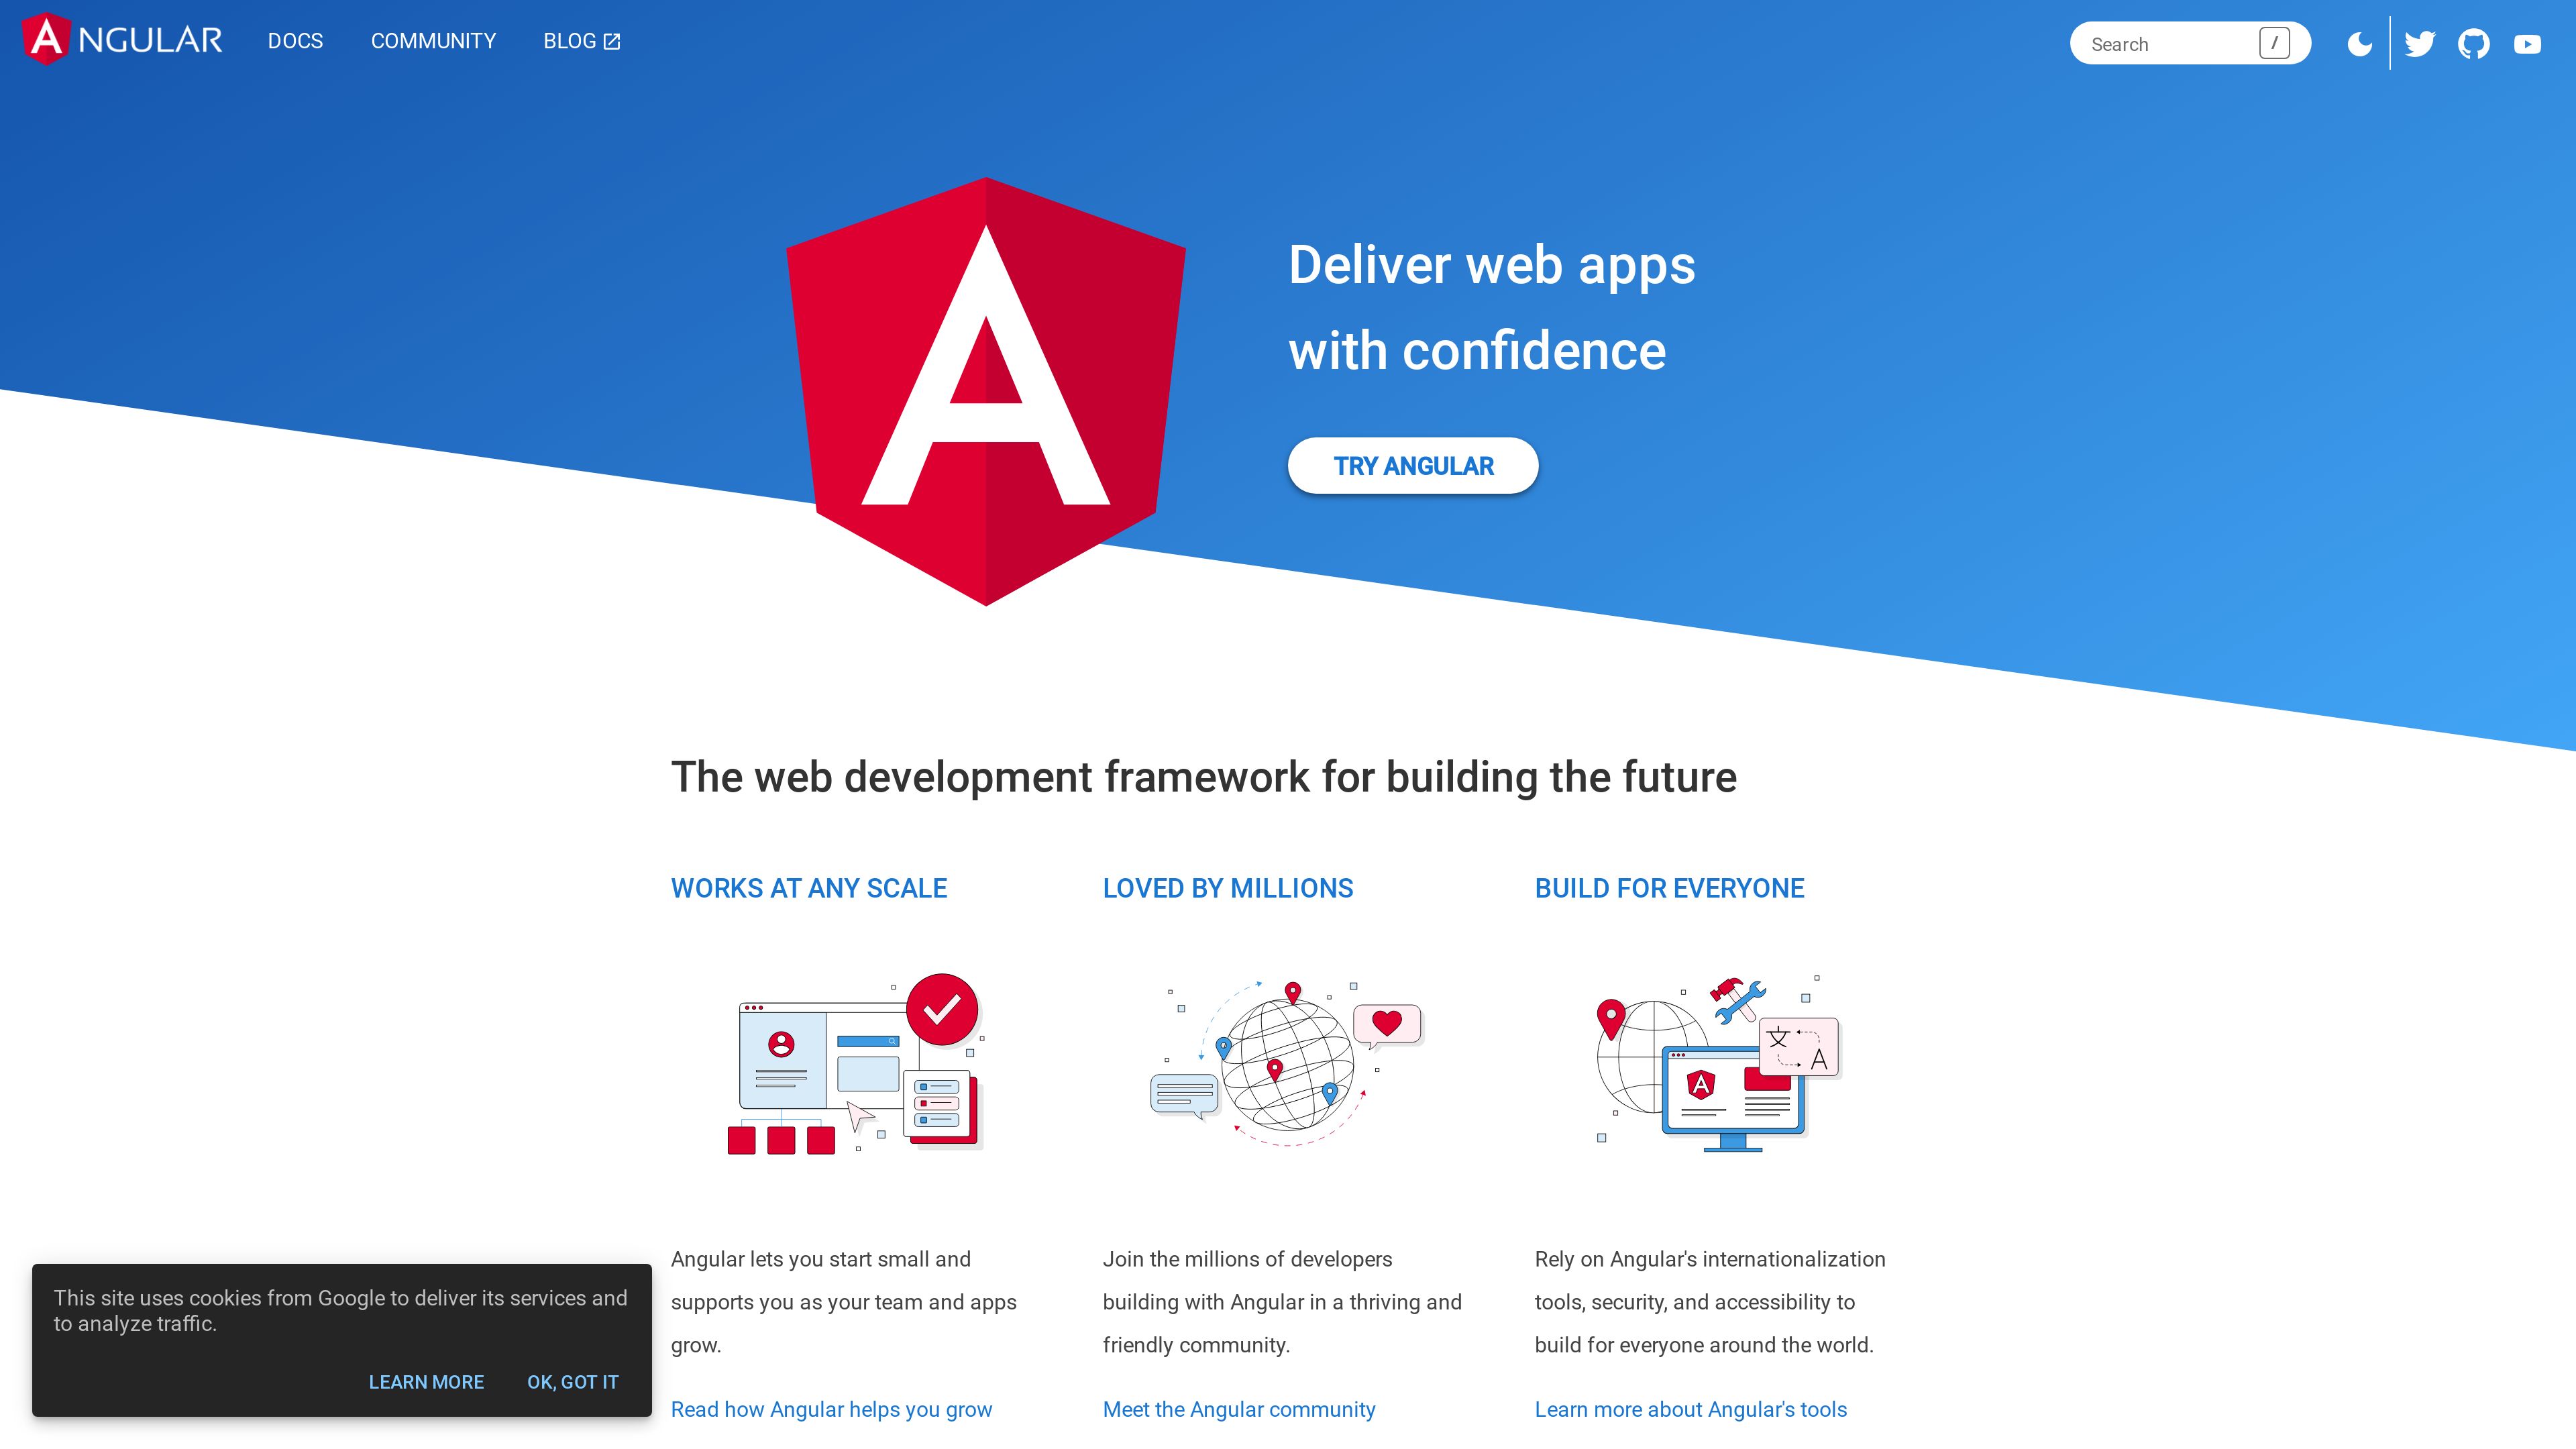 ANGULAR
DOCS
COMMUNITY
BLOG
Search
/
Deliver web apps
with confidence
TRY ANGULAR
The web development framework for building the future
WORKS AT ANY SCALE
LOVED BY MILLIONS
BUILD FOR EVERYONE
文
A
Angular lets you start small and
supports you as your team and apps
grow.
Read how Angular helps you grow
Join the millions of developers
building with Angular in a thriving and
friendly community.
Meet the Angular community
Rely on Angular's internationalization
tools, security, and accessibility to
build for everyone around the world.
Learn more about Angular's tools
This site uses cookies from Google to deliver its services and
to analyze traffic.
LEARN MORE
OK, GOT IT